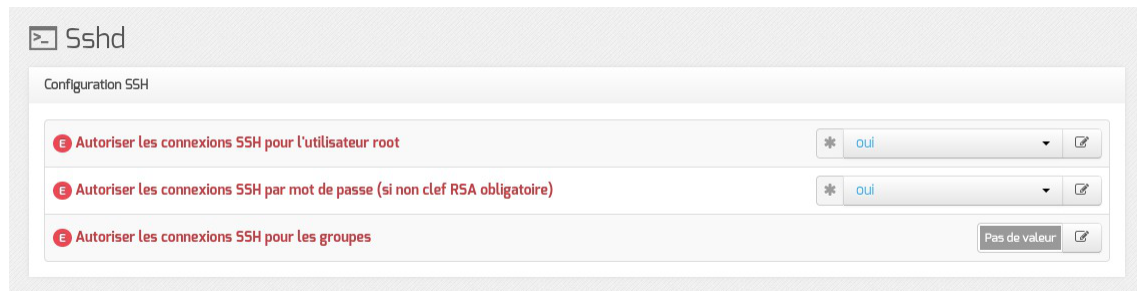 Sshd
Configuration SSH
E Autoriser les connexions SSH pour l'utilisateur root oui
E Autoriser les connexions SSH par mot de passe (si non clef RSA obligatoire) oui
E Autoriser les connexions SSH pour les groupes Pas de valeur